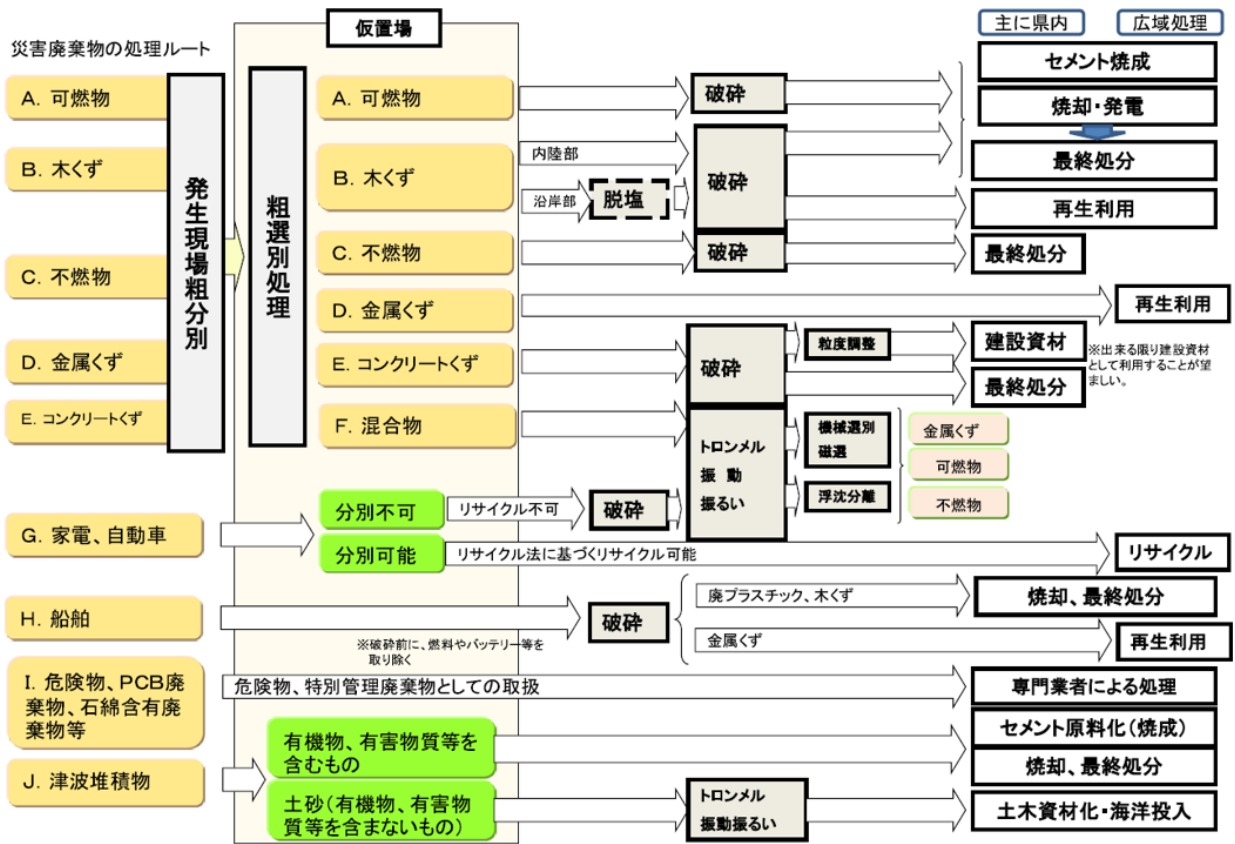 災害廃棄物の処理ルート
仮置場
主に県内
広域処理
A. 可燃物
B. 木くず
C. 不燃物
D. 金属くず
E. コンクリートくず
発生現場粗分別
粗選別処理
A. 可燃物
B. 木くず
C. 不燃物
D. 金属くず
E. コンクリートくず
F. 混合物
内陸部
沿岸部
脱塩
破砕
破砕
破砕
セメント焼成
焼却・発電
最終処分
再生利用
最終処分
再生利用
破砕
粒度調整
建設資材
※出来る限り建設資材
として利用することが望
ましい。
最終処分
トロンメル
振 動
振るい
機械選別
磁選
浮沈分離
金属くず
可燃物
不燃物
G. 家電、自動車
分別不可
リサイクル不可
破砕
分別可能
リサイクル法に基づくリサイクル可能
リサイクル
H. 船舶
※破砕前に、燃料やバッテリー等を
取り除く
破砕
廃プラスチック、木くず
焼却、最終処分
金属くず
再生利用
I. 危険物、PCB廃
棄物、石綿含有廃
棄物等
危険物、特別管理廃棄物としての取扱
専門業者による処理
J. 津波堆積物
有機物、有害物質等を
含むもの
セメント原料化(焼成)
焼却、最終処分
土砂(有機物、有害物
質等を含まないもの)
トロンメル
振動振るい
土木資材化・海洋投入